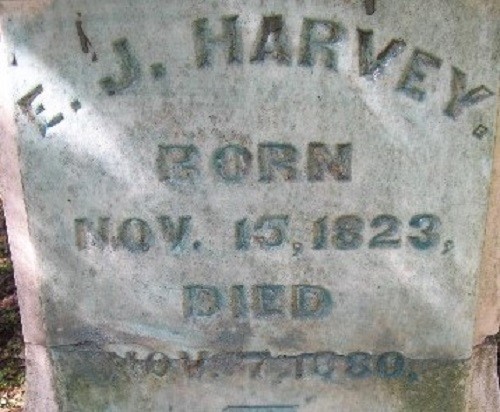 E. J. HARVEY.
BORN
NOV. 15, 1823,
DIED
NOV. 7, 1880.